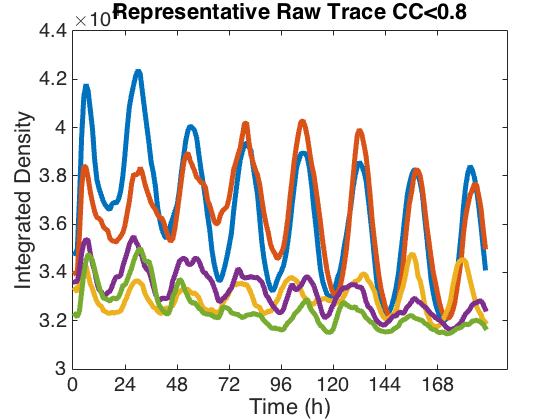 ×10
Representative Raw Trace CC<0.8
4.4
4.2
4
3.8
3.6
3.4
3.2
3
Integrated Density
0 24 48 72 96 120 144 168
Time (h)